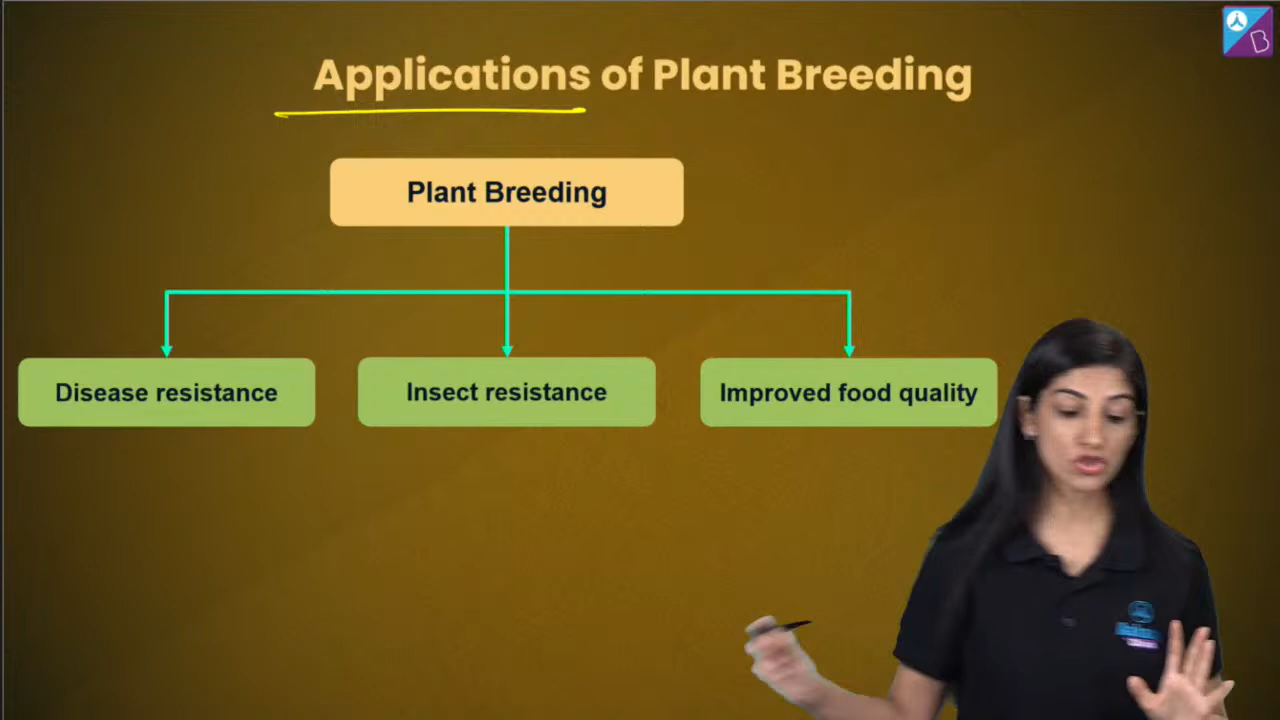 Applications of Plant Breeding
Plant Breeding
Disease resistance
Insect resistance
Improved food quality